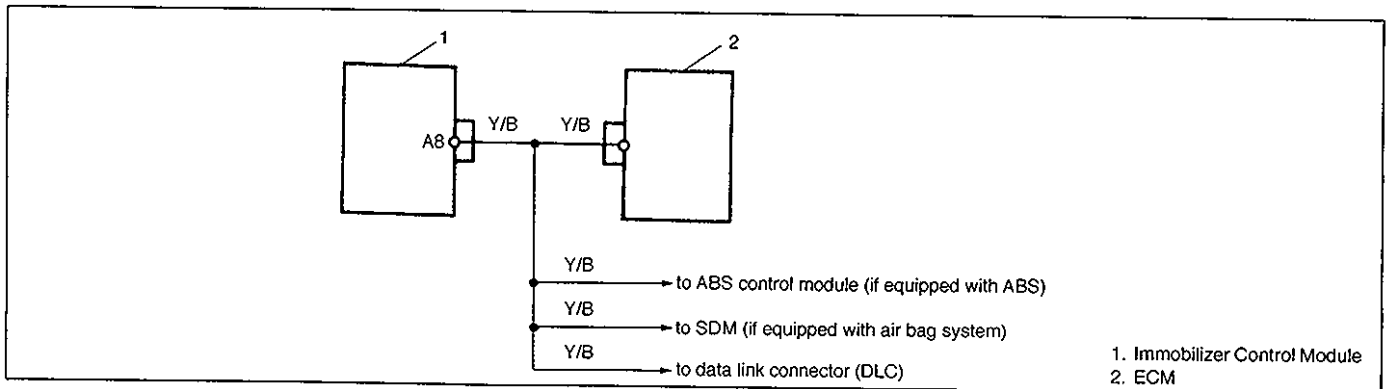 1
2
Y/B
Y/B
A8
Y/B
to ABS control module (if equipped with ABS)
Y/B
to SDM (if equipped with air bag system)
Y/B
to data link connector (DLC)
1. Immobilizer Control Module
2. ECM